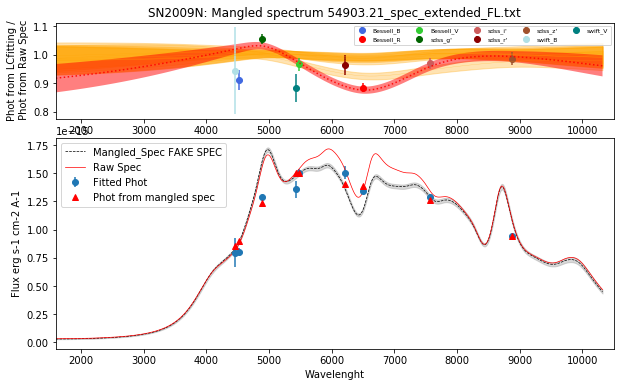 SN2009N: Mangled spectrum 54903.21_spec_extended_FL.txt
Phot from LCfitting /
Phot from Raw Spec
1.1
1.0
0.9
0.8
Bessell_B
Bessell_R
Bessell_V
sdss_g'
sdss_i'
sdss_r'
sdss_z'
swift_B
swift_V
2000 3000 4000 5000 6000 7000 8000 9000 10000
Flux erg s-1 cm-2 A-1
1.75
1.50
1.25
1.00
0.75
0.50
0.25
0.00
Mangled_Spec FAKE SPEC
Raw Spec
Fitted Phot
Phot from mangled spec
2000 3000 4000 5000 6000 7000 8000 9000 10000
Wavelenght